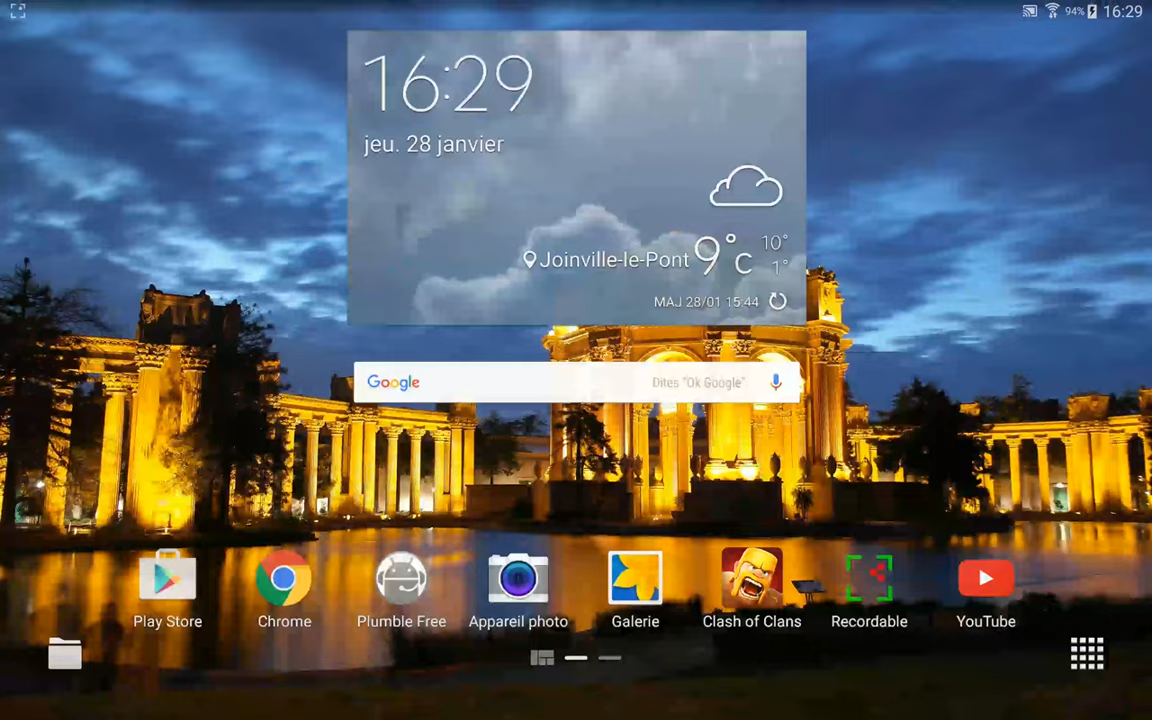 94% 16:29
16:29
jeu. 28 janvier
Joinville-le-Pont 9°C 10°
1°
MAJ 28/01 15:44
Google Dites "Ok Google"
Play Store Chrome Plumble Free Appareil photo Galerie Clash of Clans Recordable YouTube